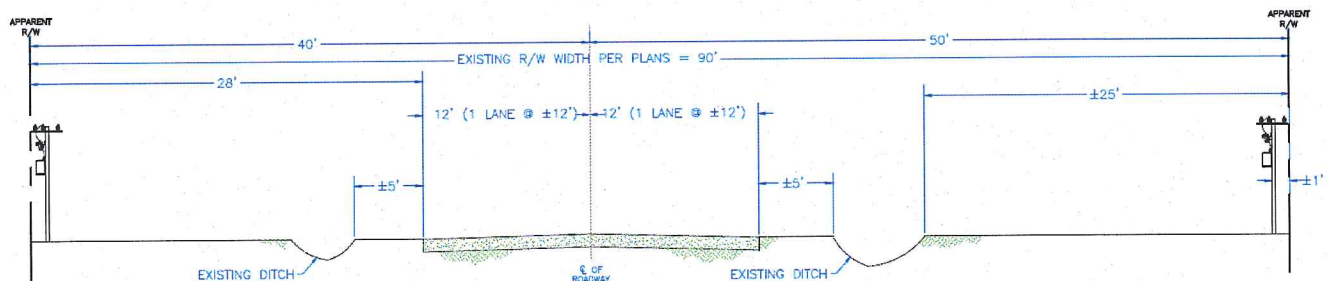 APPARENT
R/W
APPARENT
R/W
40'
50'
EXISTING R/W WIDTH PER PLANS = 90'
28'
±25'
12' (1 LANE @ ±12')
12' (1 LANE @ ±12')
±5'
±5'
±1'
EXISTING DITCH
℄ OF
ROADWAY
EXISTING DITCH